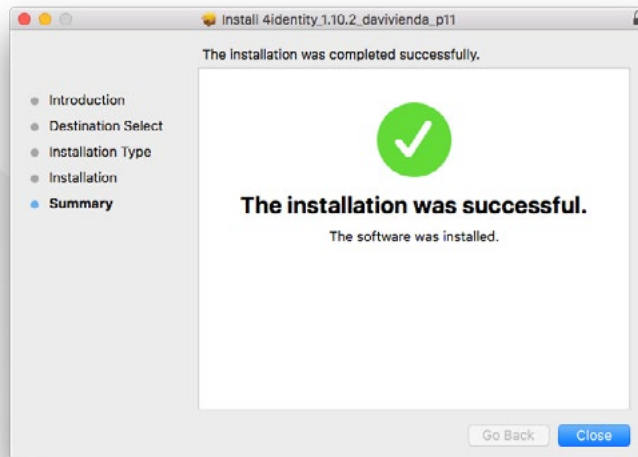 Install 4identity_1.10.2_davivienda_p11
The installation was completed successfully.
Introduction
Destination Select
Installation Type
Installation
Summary
The installation was successful.
The software was installed.
Go Back
Close